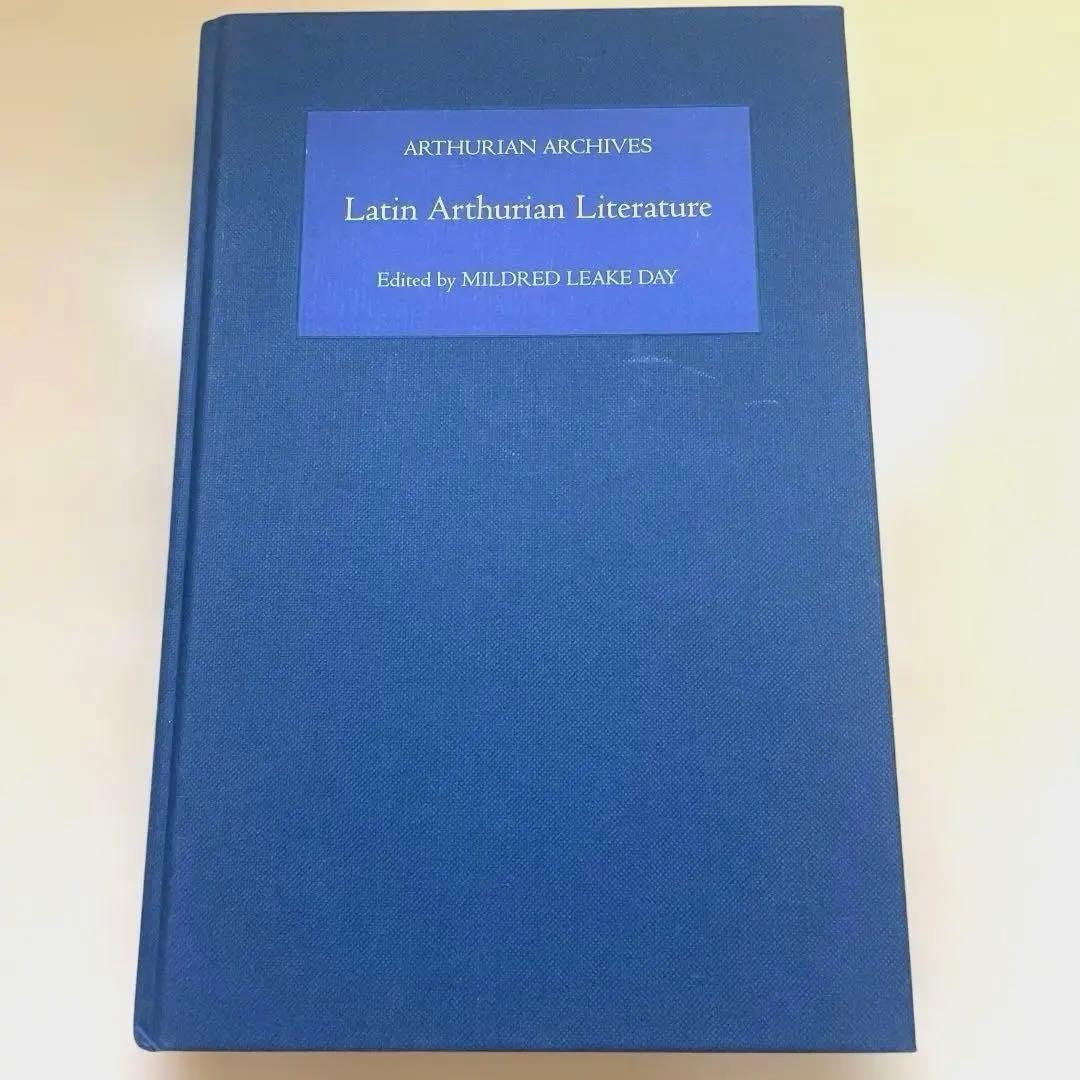 ARTHURIAN ARCHIVES
Latin Arthurian Literature
Edited by MILDRED LEAKE DAY